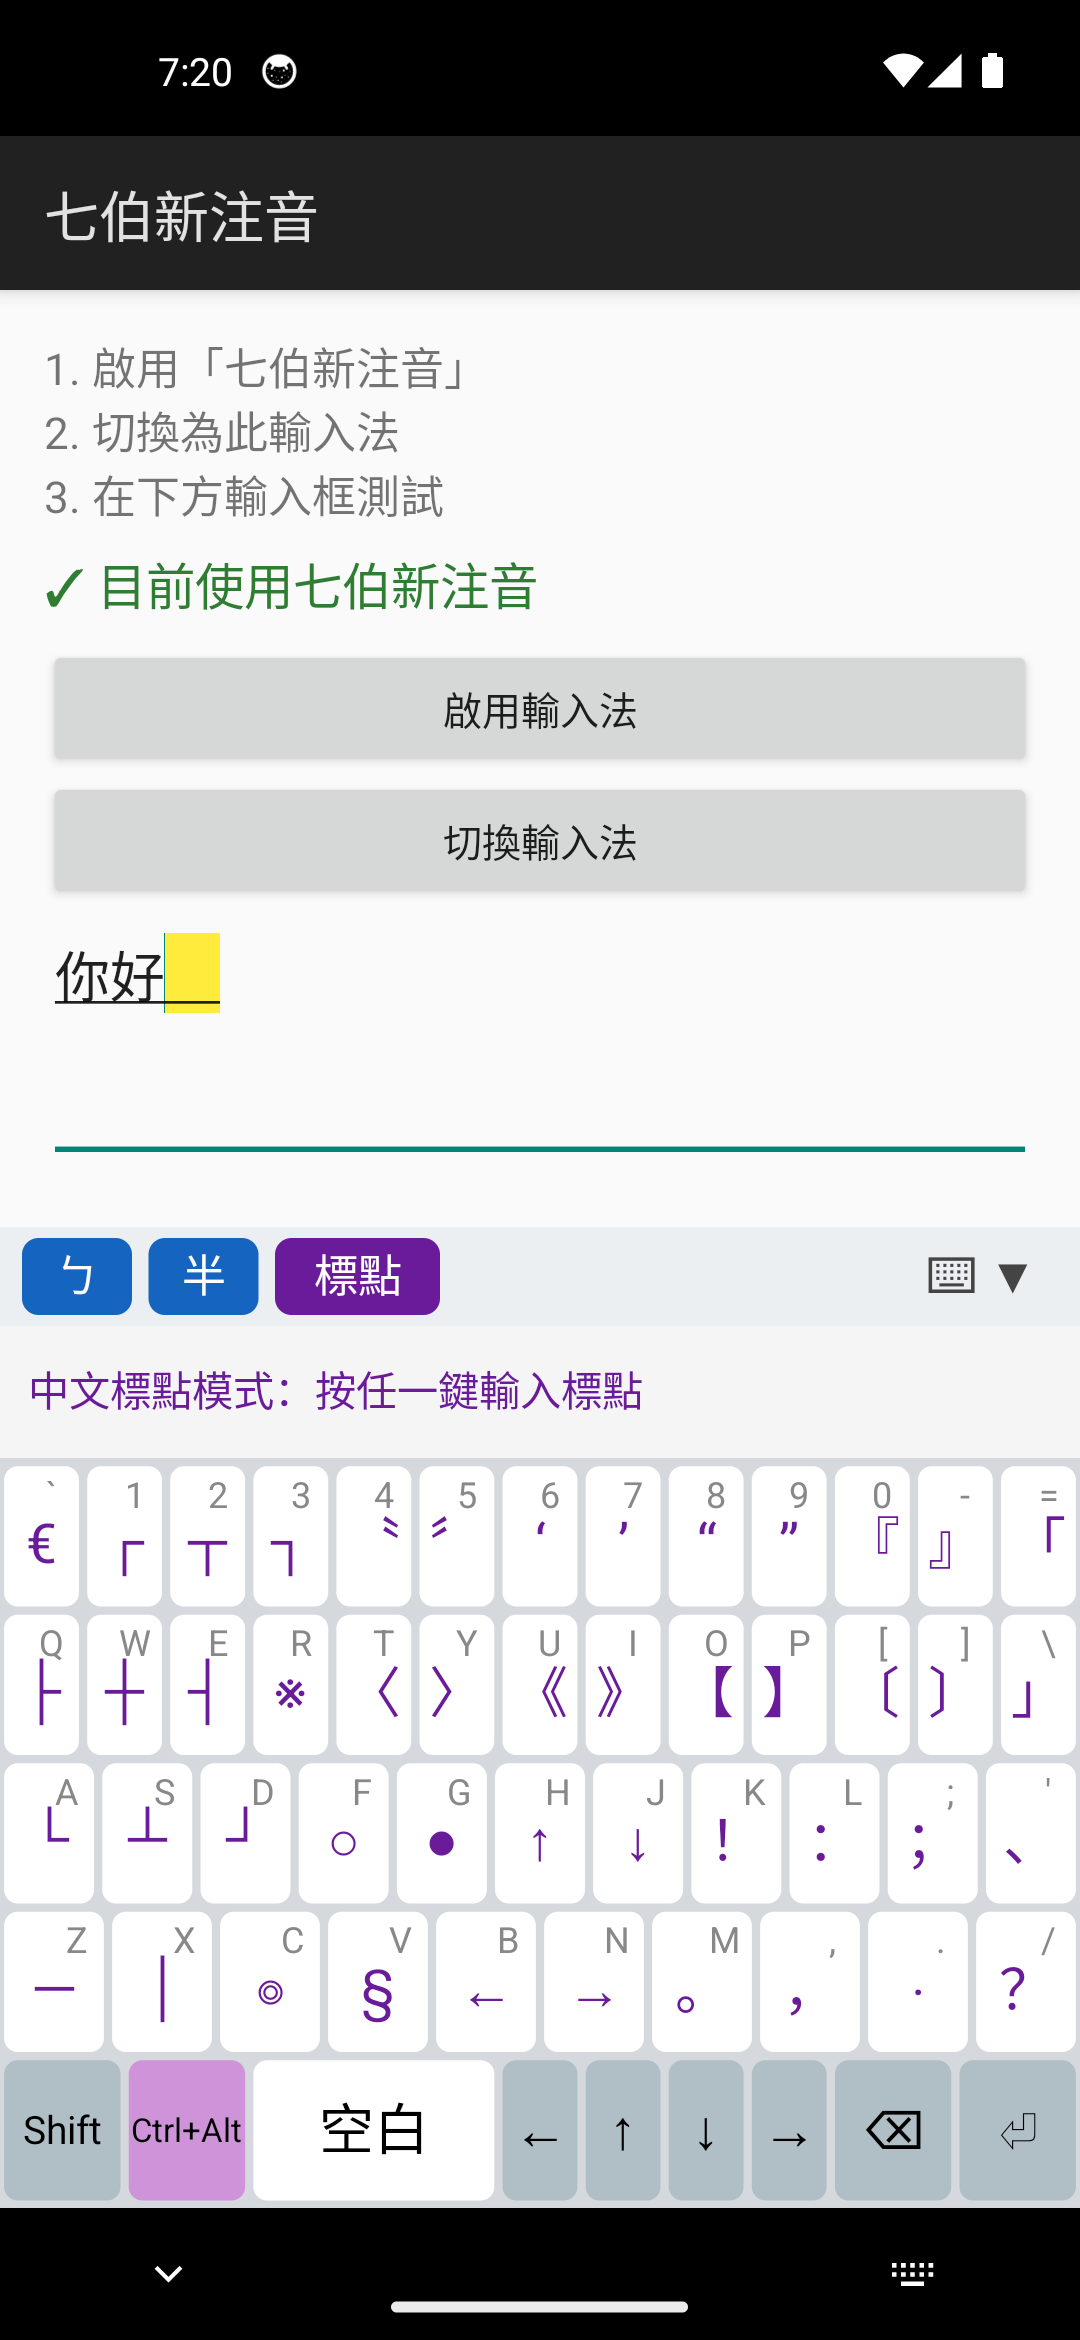 7:20
七伯新注音
1. 啟用「七伯新注音」
2. 切換為此輸入法
3. 在下方輸入框測試
✓ 目前使用七伯新注音
啟用輸入法
切換輸入法
你好
ㄅ 半 標點 ▼
中文標點模式：按任一鍵輸入標點
` 1 2 3 4 5 6 7 8 9 0 - =
€ ┌ ┬ ┐ 〝 〞 ‘ ’ “ ” 『 』 「
Q W E R T Y U I O P [ ] \
├ ┼ ┤ ※ 〈 〉 《 》 【 】 〔 〕 」
A S D F G H J K L ; '
└ ┴ ┘ ○ ● ↑ ↓ ！ ： ； 、
Z X C V B N M , . /
─ │ ◎ § ← → 。 ， · ？
Shift Ctrl+Alt 空白 ← ↑ ↓ → ⌫ ⏎